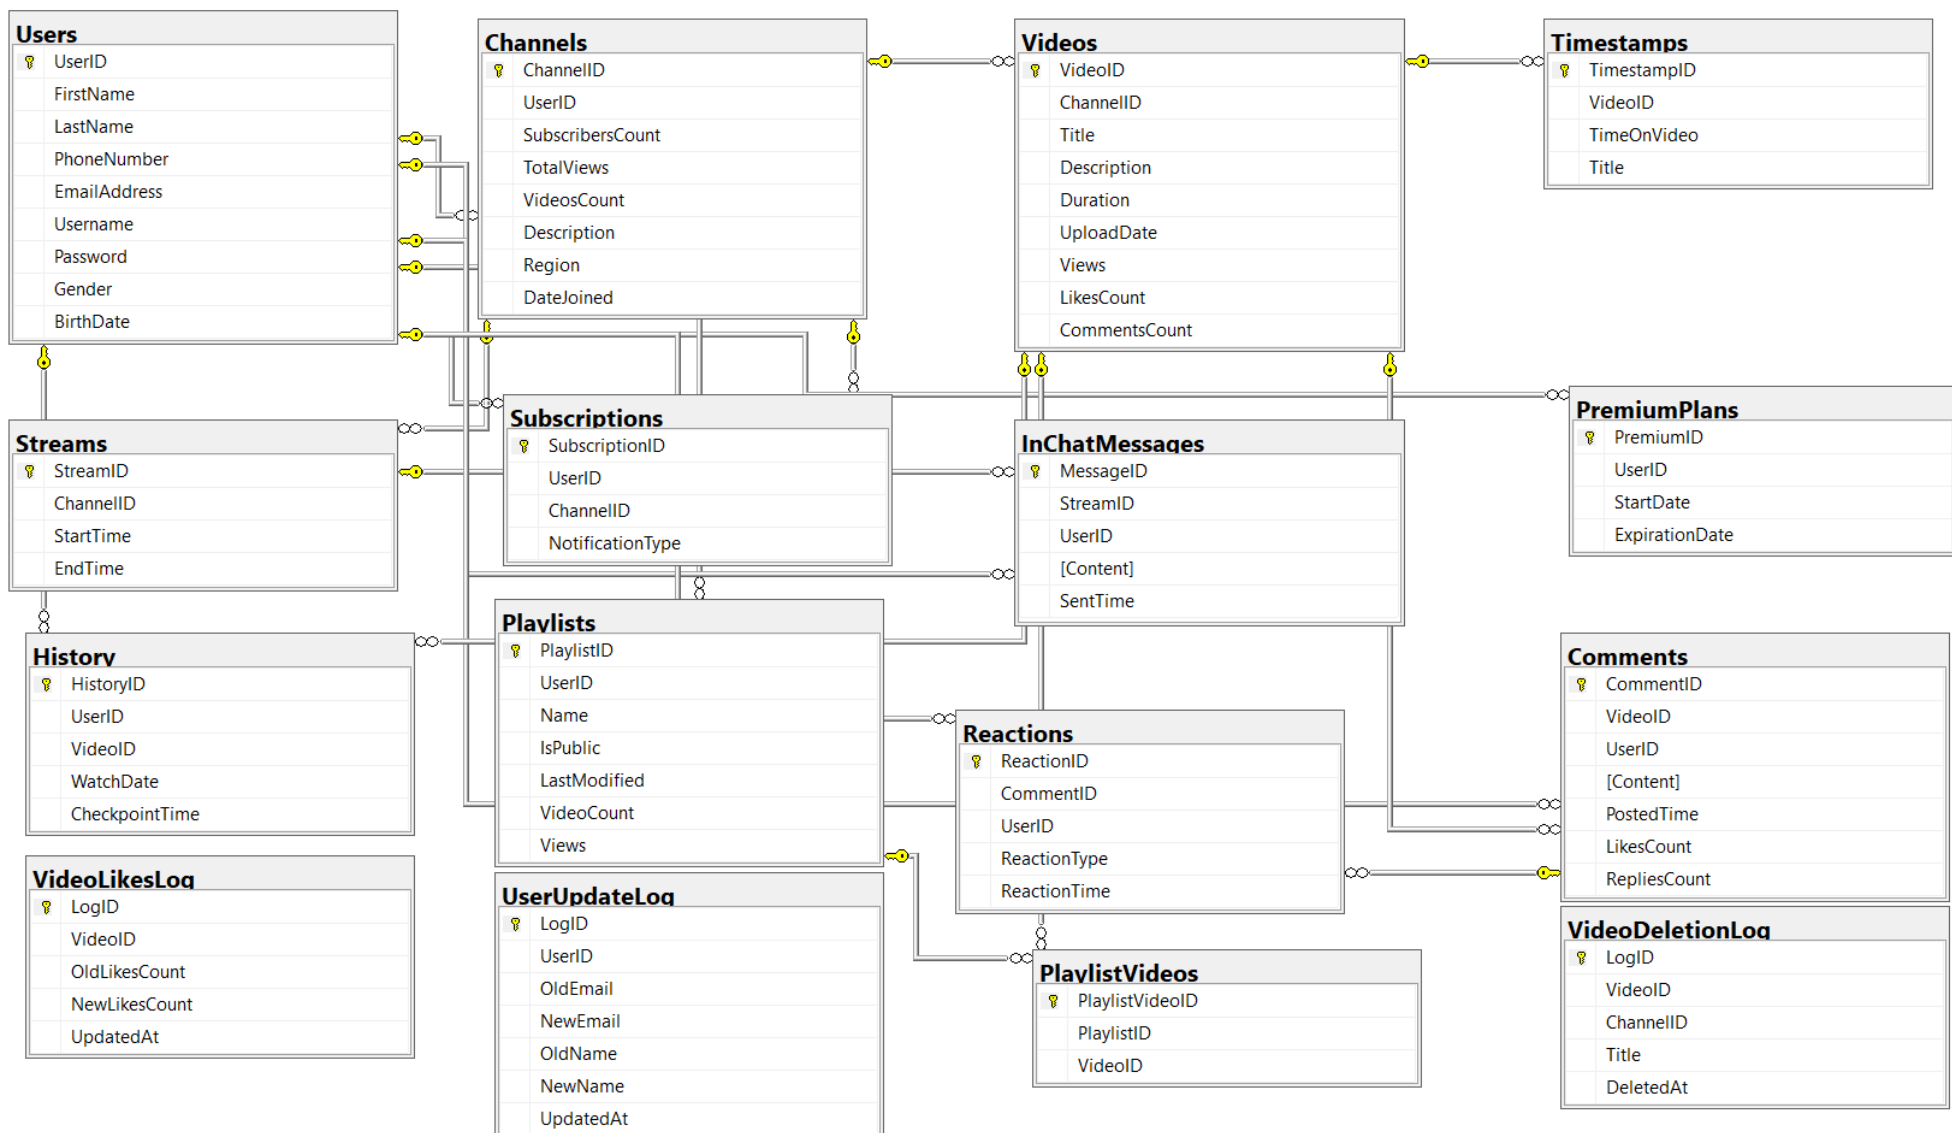 Users
UserID
FirstName
LastName
PhoneNumber
EmailAddress
Username
Password
Gender
BirthDate
Channels
ChannelID
UserID
SubscribersCount
TotalViews
VideosCount
Description
Region
DateJoined
Videos
VideoID
ChannelID
Title
Description
Duration
UploadDate
Views
LikesCount
CommentsCount
Timestamps
TimestampID
VideoID
TimeOnVideo
Title
Streams
StreamID
ChannelID
StartTime
EndTime
Subscriptions
SubscriptionID
UserID
ChannelID
NotificationType
InChatMessages
MessageID
StreamID
UserID
[Content]
SentTime
PremiumPlans
PremiumID
UserID
StartDate
ExpirationDate
History
HistoryID
UserID
VideoID
WatchDate
CheckpointTime
Playlists
PlaylistID
UserID
Name
IsPublic
LastModified
VideoCount
Views
Reactions
ReactionID
CommentID
UserID
ReactionType
ReactionTime
Comments
CommentID
VideoID
UserID
[Content]
PostedTime
LikesCount
RepliesCount
VideoLikesLog
LogID
VideoID
OldLikesCount
NewLikesCount
UpdatedAt
UserUpdateLog
LogID
UserID
OldEmail
NewEmail
OldName
NewName
UpdatedAt
PlaylistVideos
PlaylistVideoID
PlaylistID
VideoID
VideoDeletionLog
LogID
VideoID
ChannelID
Title
DeletedAt